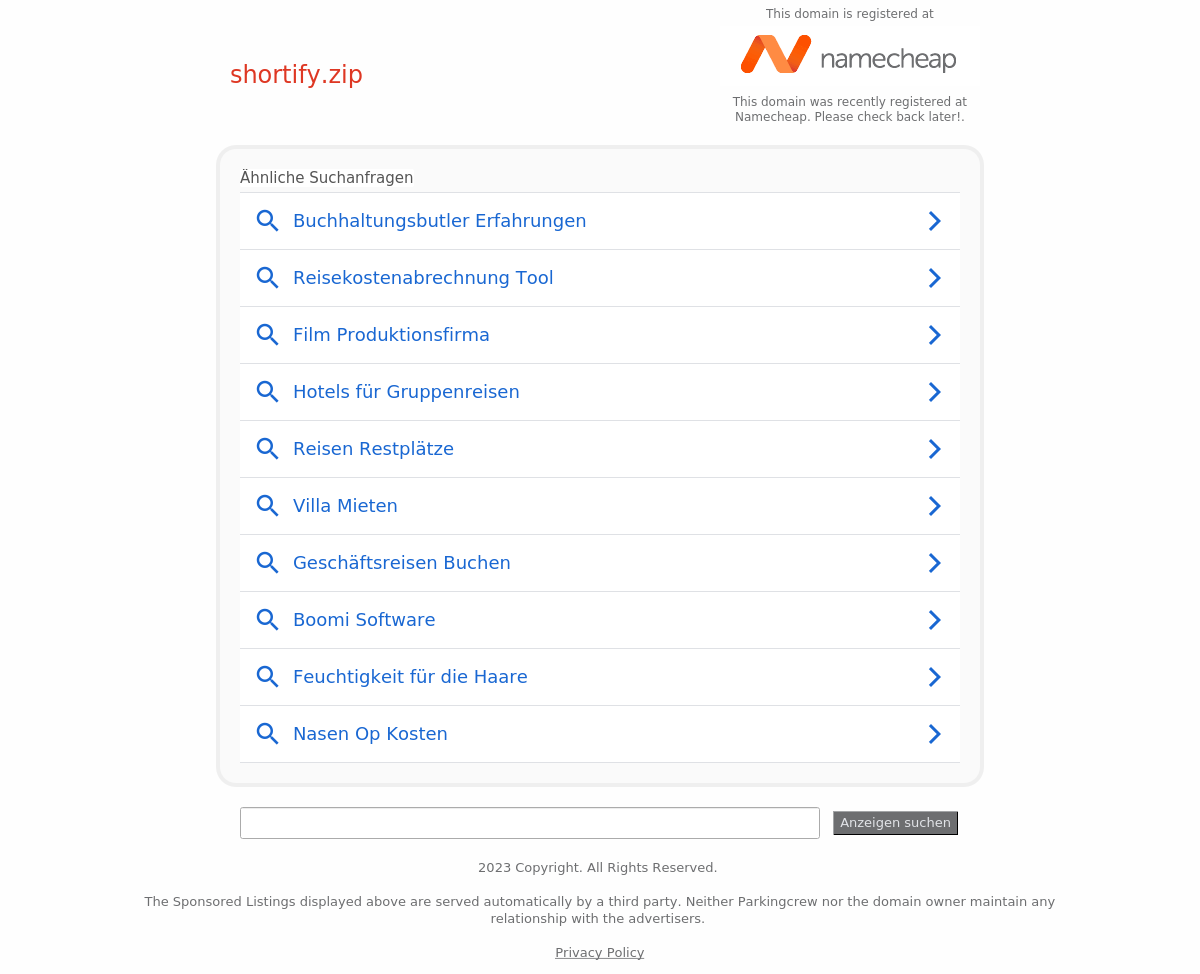 This domain is registered at
namecheap
shortify.zip
This domain was recently registered at
Namecheap. Please check back later!.
Ähnliche Suchanfragen
Buchhaltungsbutler Erfahrungen
Reisekostenabrechnung Tool
Film Produktionsfirma
Hotels für Gruppenreisen
Reisen Restplätze
Villa Mieten
Geschäftsreisen Buchen
Boomi Software
Feuchtigkeit für die Haare
Nasen Op Kosten
Anzeigen suchen
2023 Copyright. All Rights Reserved.
The Sponsored Listings displayed above are served automatically by a third party. Neither Parkingcrew nor the domain owner maintain any
relationship with the advertisers.
Privacy Policy